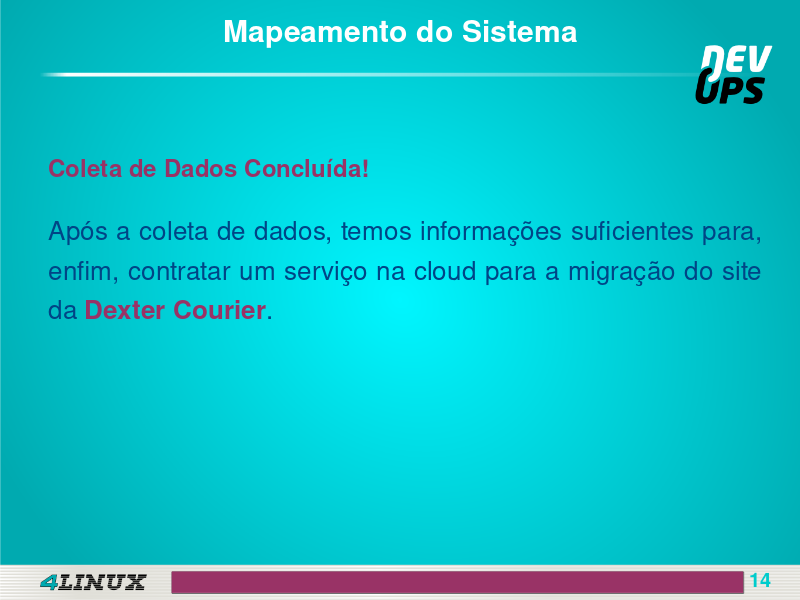 Mapeamento do Sistema
DEV
OPS
Coleta de Dados Concluída!
Após a coleta de dados, temos informações suficientes para,
enfim, contratar um serviço na cloud para a migração do site
da Dexter Courier.
4LINUX
14